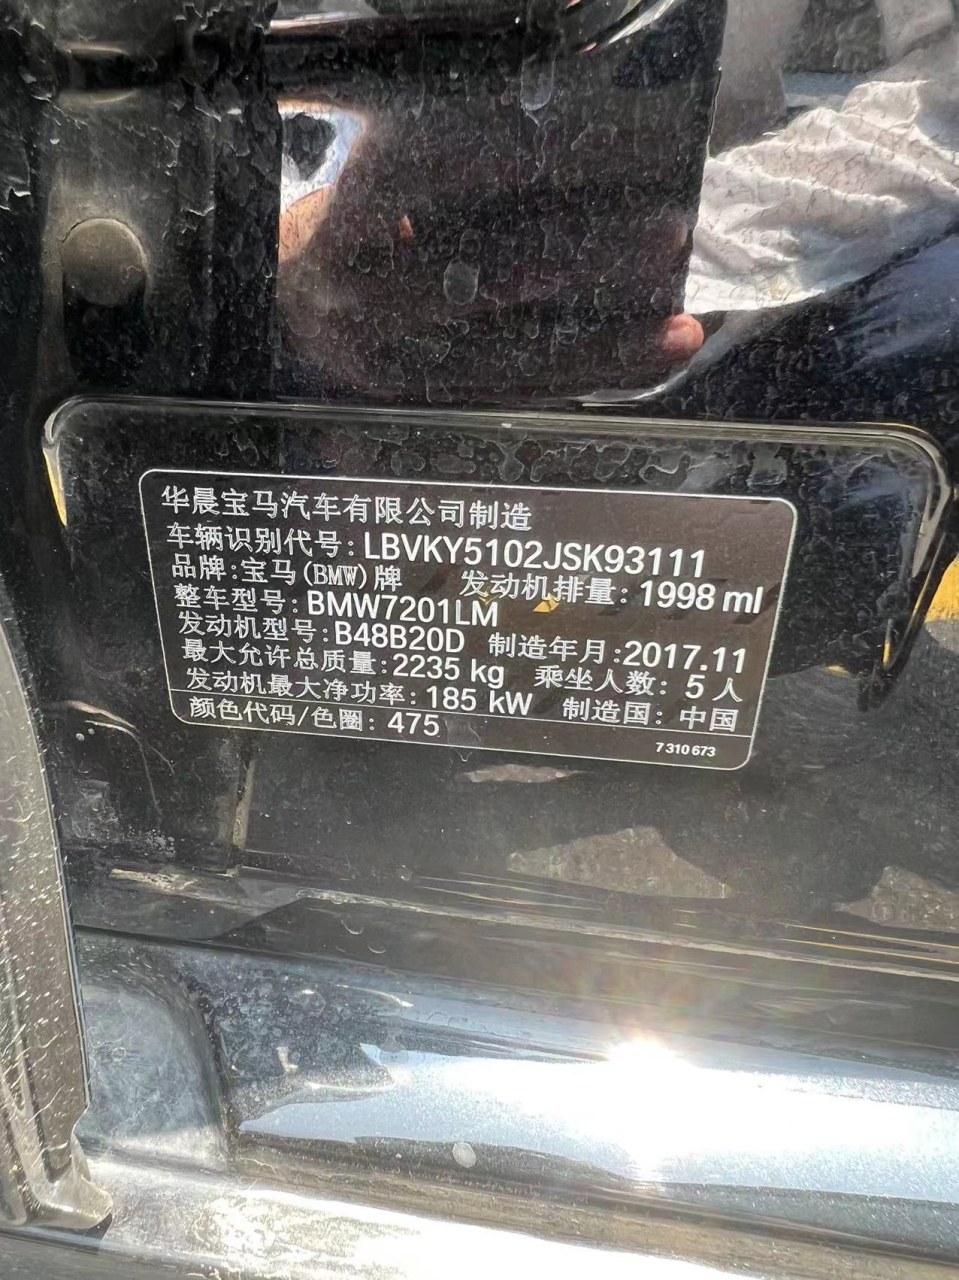 华晨宝马汽车有限公司制造
车辆识别代号: LBVKY5102JSK93111
品牌: 宝马(BMW)牌 发动机排量: 1998 ml
整车型号: BMW7201LM
发动机型号: B48B20D 制造年月: 2017.11
最大允许总质量: 2235 kg 乘坐人数: 5 人
发动机最大净功率: 185 kW 制造国: 中国
颜色代码/色圈: 475
7 310 673